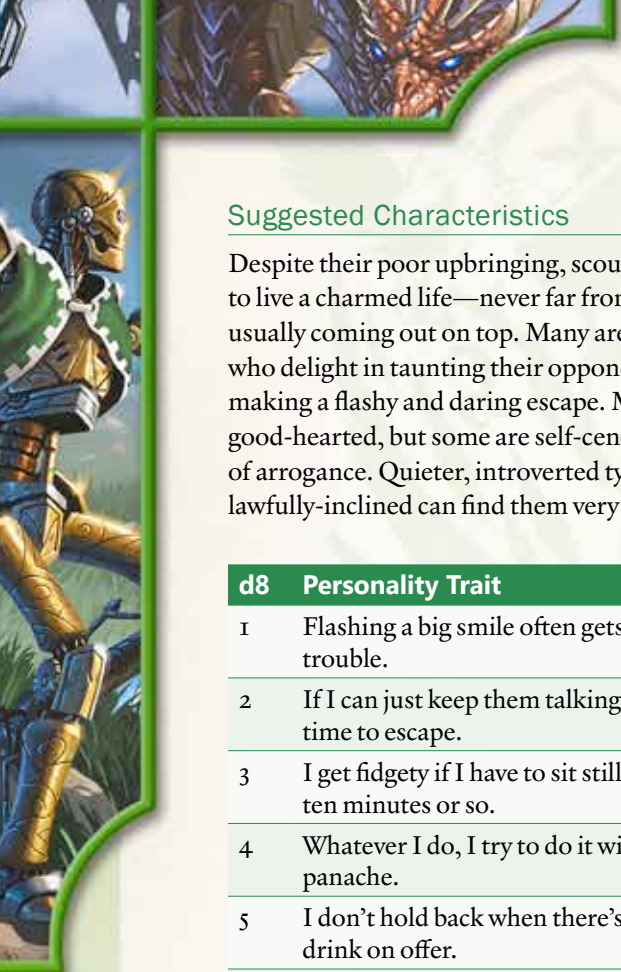 Suggested Characteristics
Despite their poor upbringing, scou
to live a charmed life—never far fro
usually coming out on top. Many are
who delight in taunting their oppon
making a flashy and daring escape. M
good-hearted, but some are self-cen
of arrogance. Quieter, introverted ty
lawfully-inclined can find them very
d8 Personality Trait
1 Flashing a big smile often gets
trouble.
2 If I can just keep them talking
time to escape.
3 I get fidgety if I have to sit still
ten minutes or so.
4 Whatever I do, I try to do it wi
panache.
5 I don't hold back when there's
drink on offer.